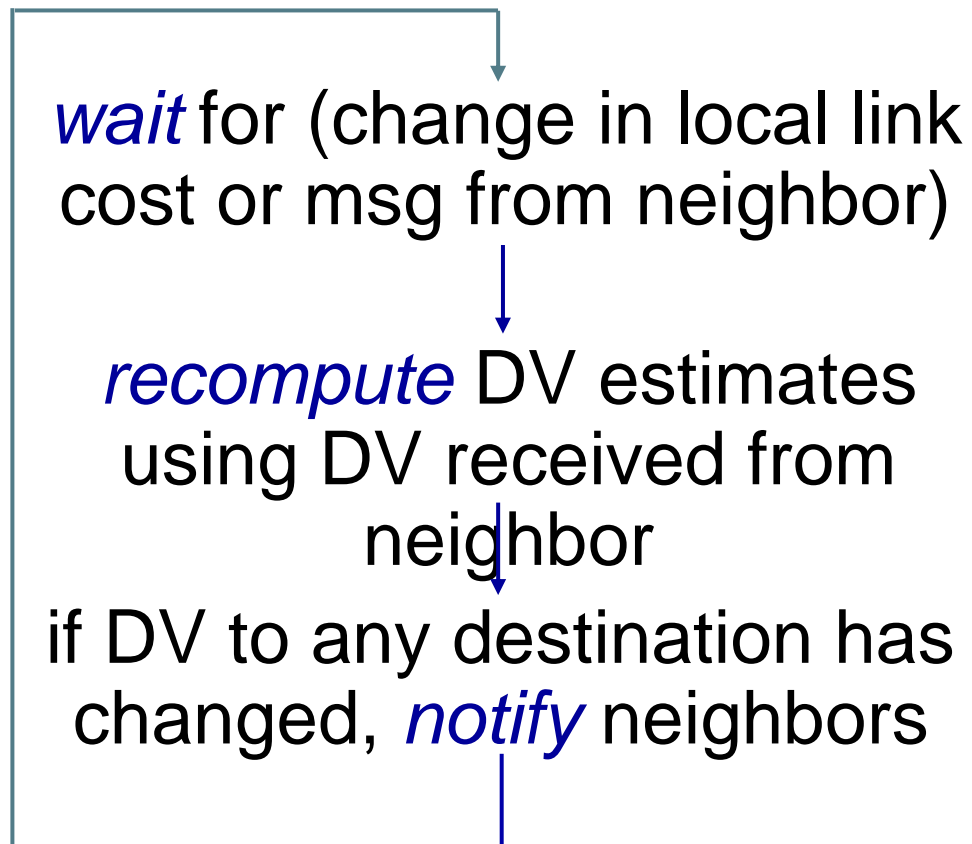 wait for (change in local link
cost or msg from neighbor)
recompute DV estimates
using DV received from
neighbor
if DV to any destination has
changed, notify neighbors